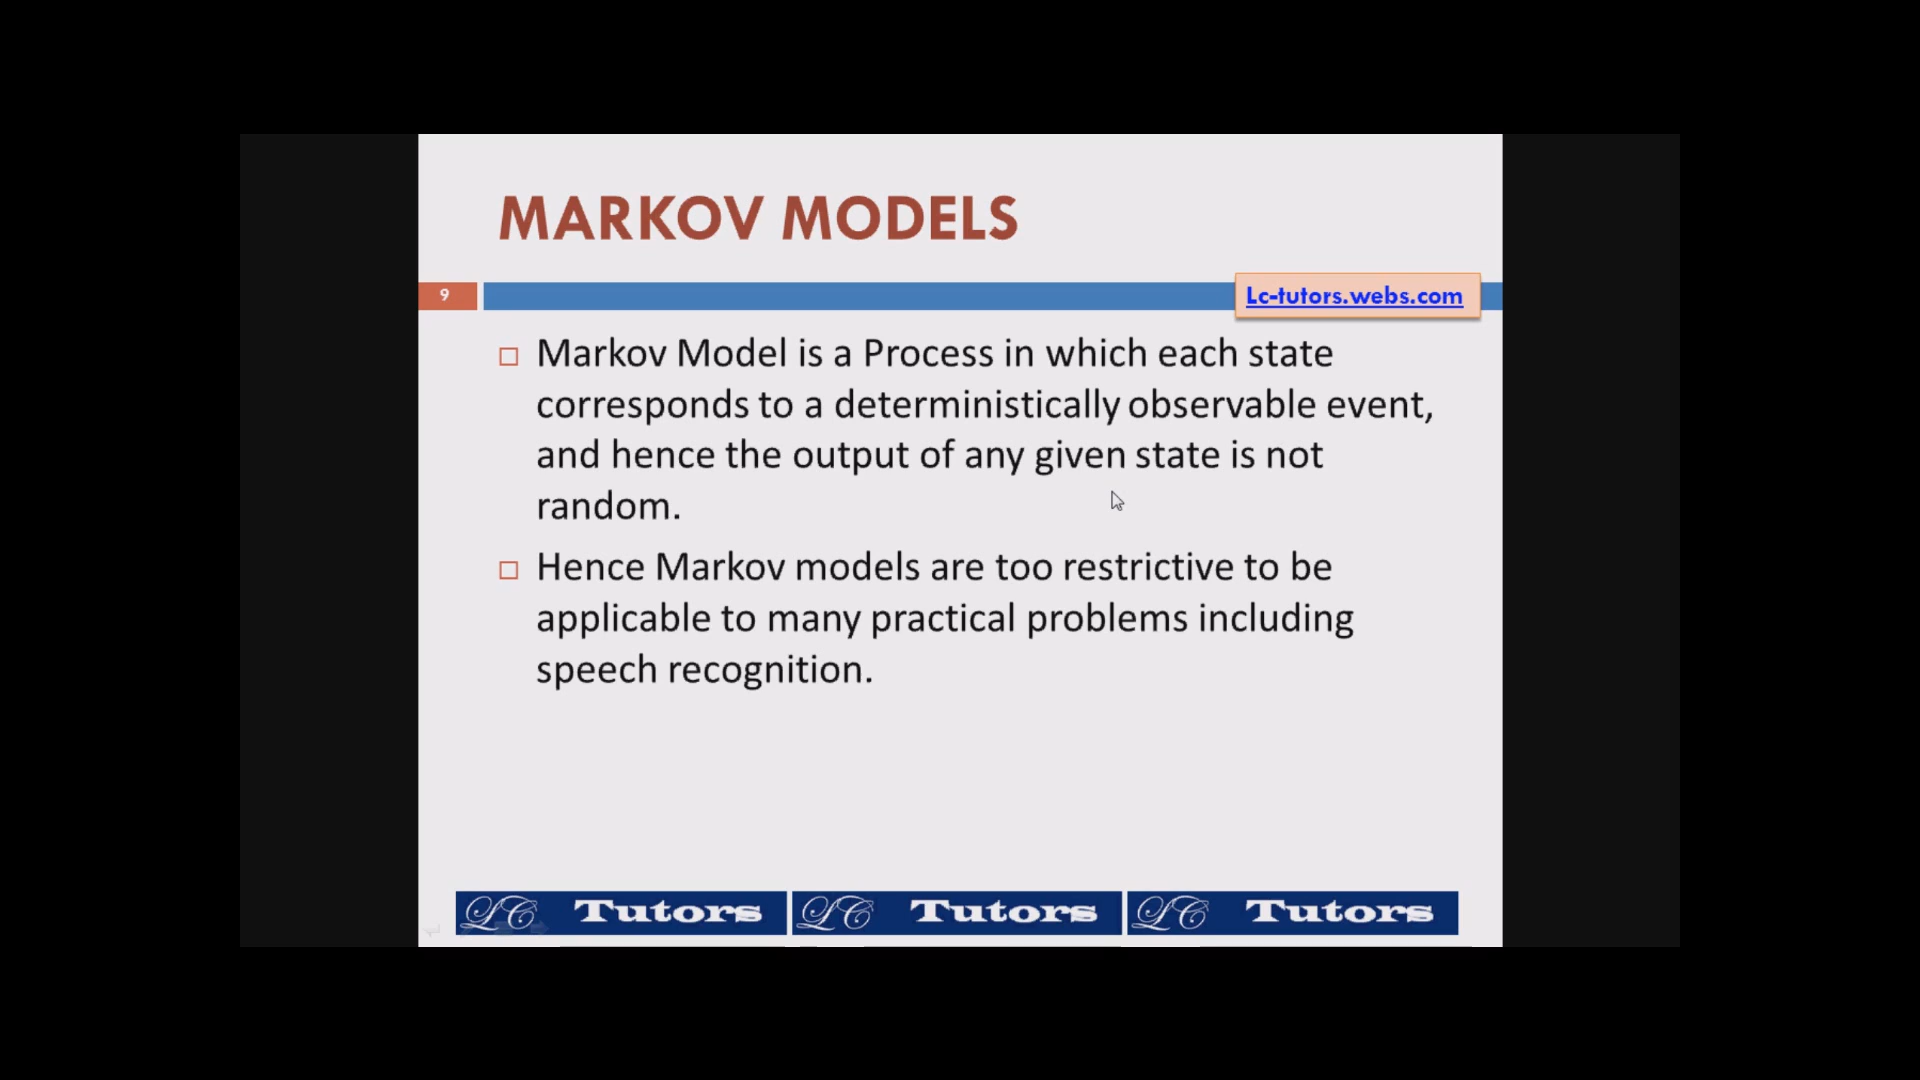 MARKOV MODELS
9
Lc-tutors.webs.com
Markov Model is a Process in which each state
corresponds to a deterministically observable event,
and hence the output of any given state is not
random.
Hence Markov models are too restrictive to be
applicable to many practical problems including
speech recognition.
LC Tutors LC Tutors LC Tutors